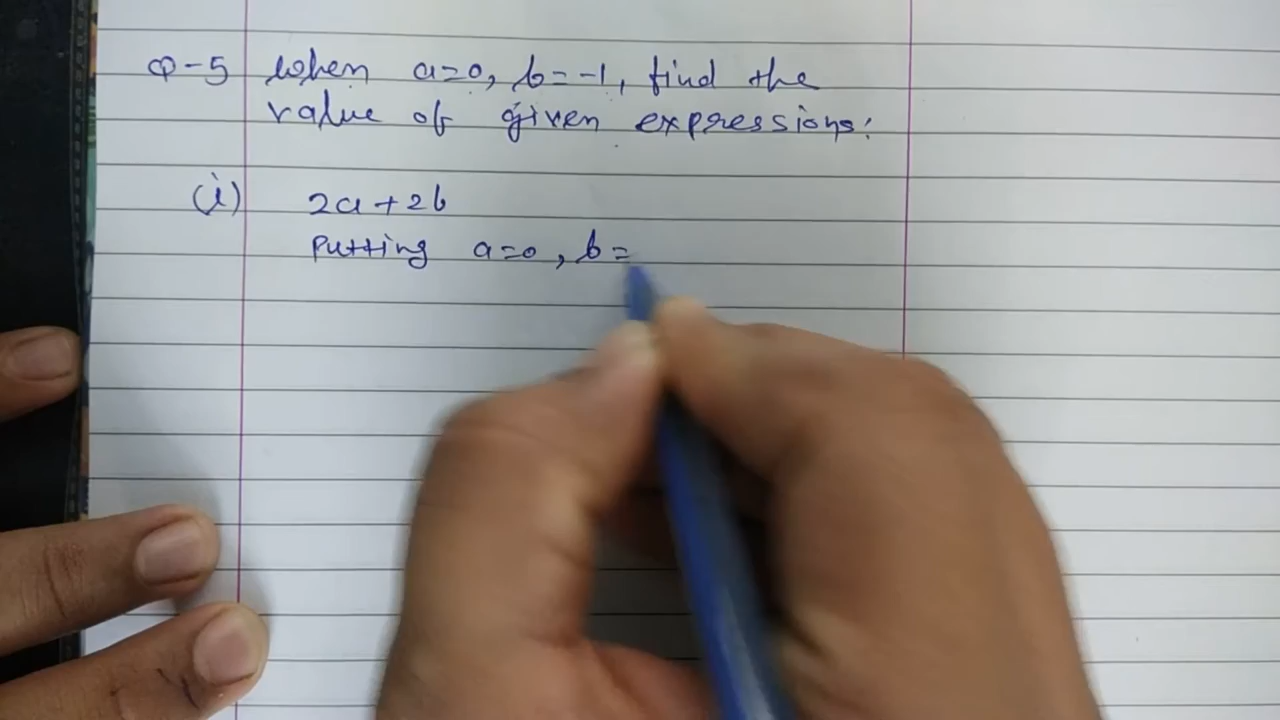 Q-5 When a=0, b=-1, find the
value of given expressions:
(i) 2a+2b
Putting a=0, b=